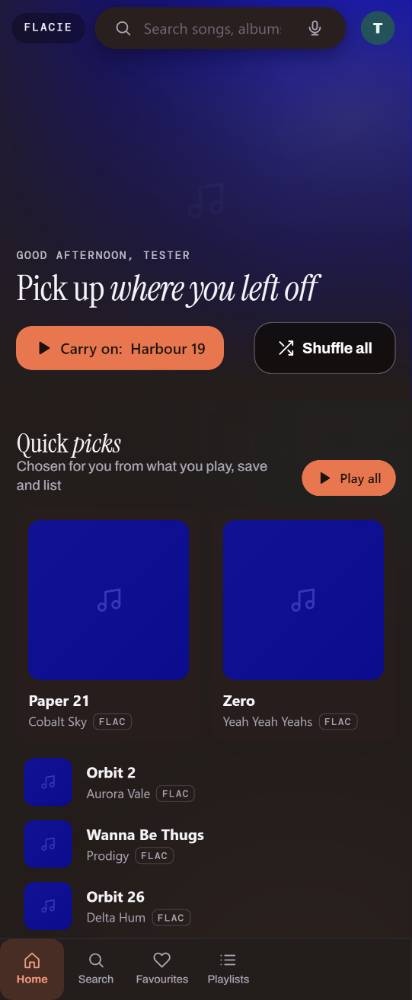 FLACIE
Search songs, album
T
GOOD AFTERNOON, TESTER
Pick up where you left off
Carry on: Harbour 19
Shuffle all
Quick picks
Chosen for you from what you play, save
and list
Play all
Paper 21
Cobalt Sky FLAC
Zero
Yeah Yeah Yeahs FLAC
Orbit 2
Aurora Vale FLAC
Wanna Be Thugs
Prodigy FLAC
Orbit 26
Delta Hum FLAC
Home
Search
Favourites
Playlists